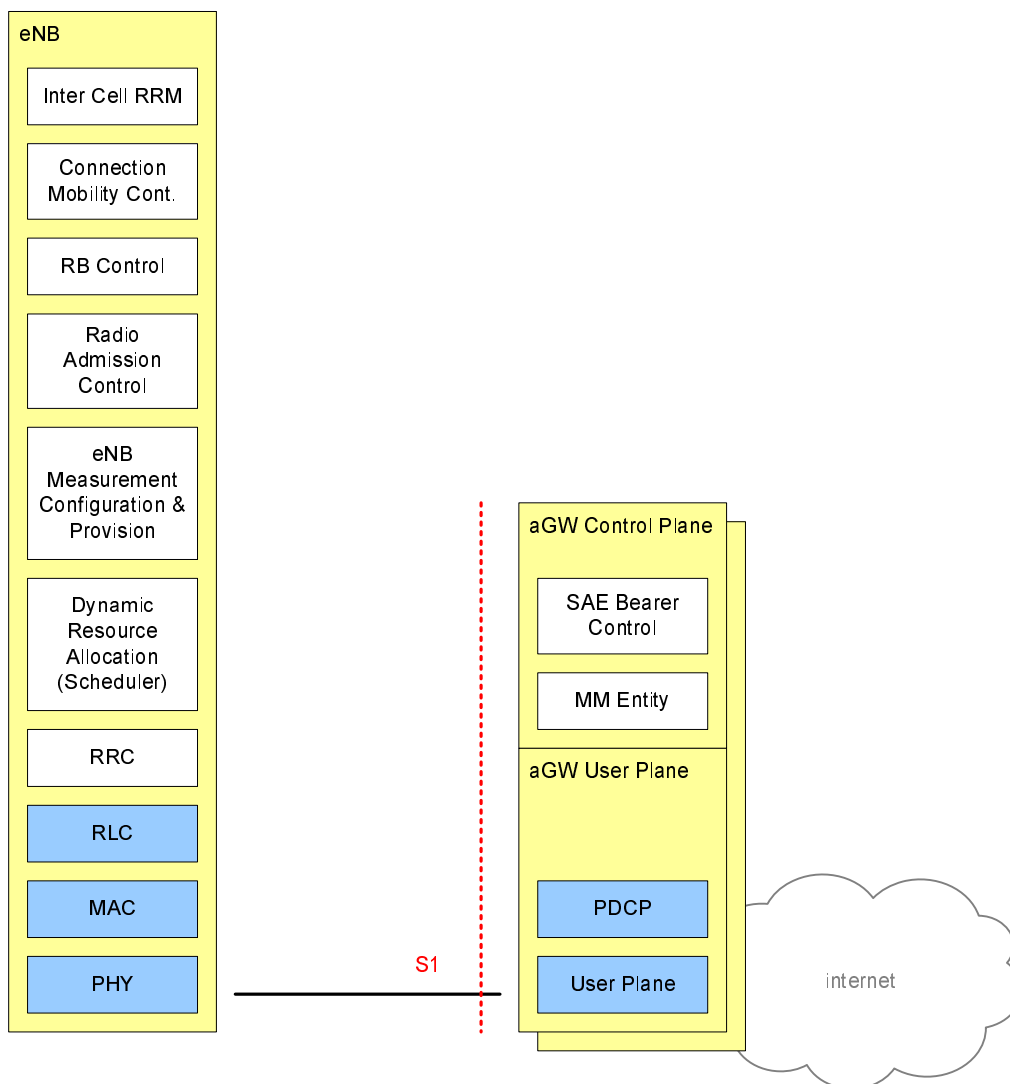 eNB
Inter Cell RRM
Connection
Mobility Cont.
RB Control
Radio
Admission
Control
eNB
Measurement
Configuration &
Provision
Dynamic
Resource
Allocation
(Scheduler)
RRC
RLC
MAC
PHY
S1
aGW Control Plane
SAE Bearer
Control
MM Entity
aGW User Plane
PDCP
User Plane
internet